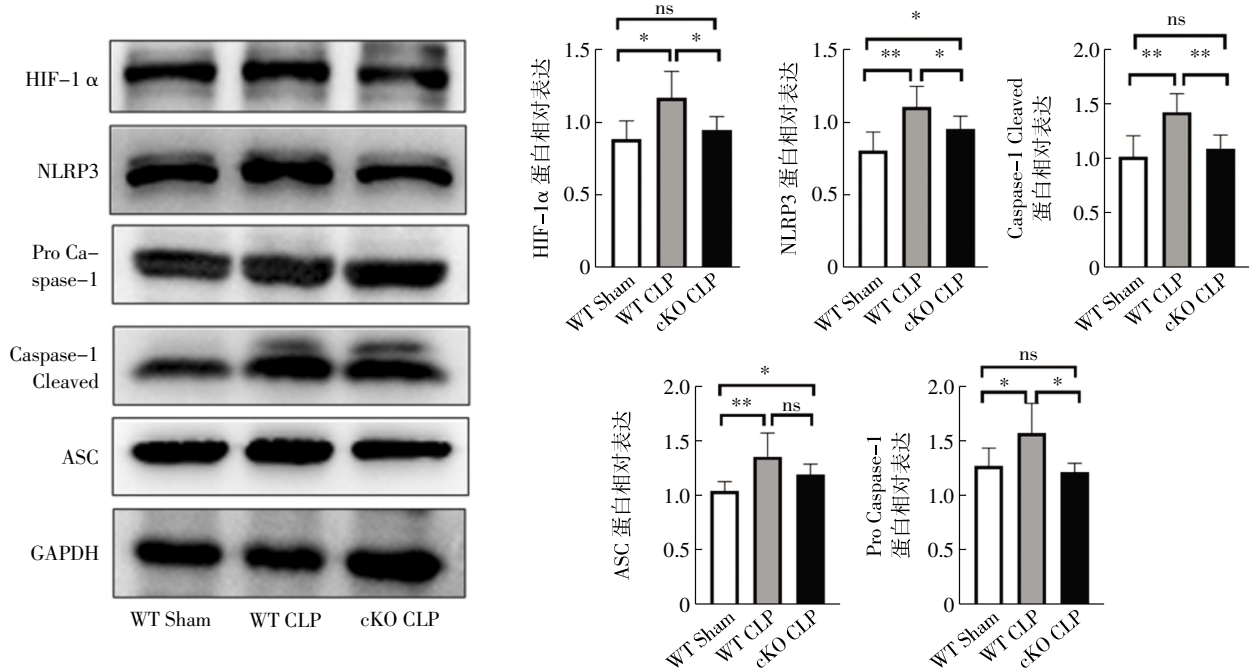 HIF-1 α
NLRP3
Pro Ca-
spase-1
Caspase-1
Cleaved
ASC
GAPDH
WT Sham WT CLP cKO CLP
ns
* *
HIF-1α 蛋白相对表达
1.5
1.0
0.5
0
WT Sham
WT CLP
cKO CLP
*
** *
NLRP3 蛋白相对表达
1.5
1.0
0.5
0
WT Sham
WT CLP
cKO CLP
ns
** **
Caspase-1 Cleaved
蛋白相对表达
2.0
1.5
1.0
0.5
0
WT Sham
WT CLP
cKO CLP
*
** ns
ASC 蛋白相对表达
2.0
1.5
1.0
0.5
0
WT Sham
WT CLP
cKO CLP
ns
* *
Pro Caspase-1
蛋白相对表达
2.0
1.5
1.0
0.5
0
WT Sham
WT CLP
cKO CLP